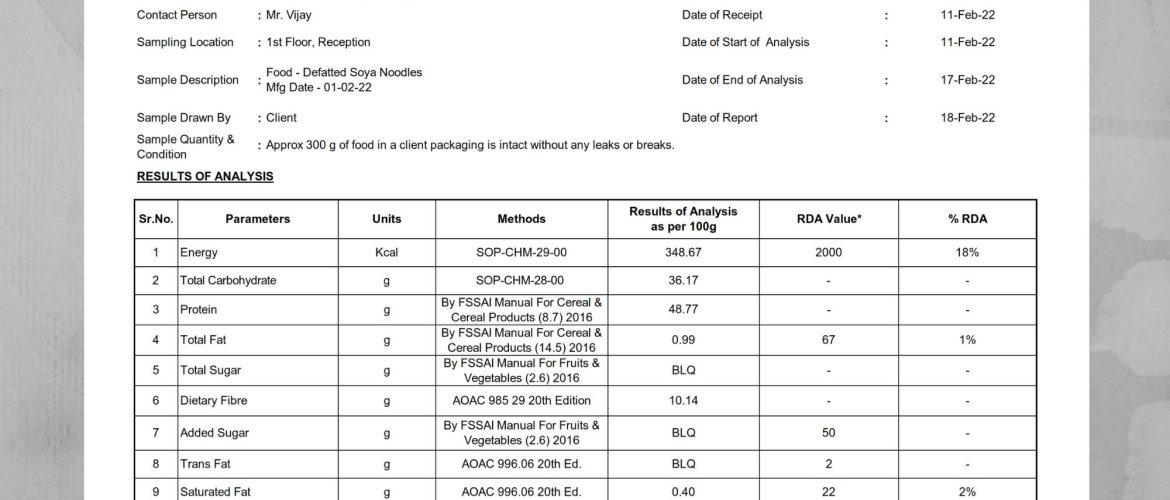 Contact Person : Mr. Vijay Date of Receipt : 11-Feb-22
Sampling Location : 1st Floor, Reception Date of Start of Analysis : 11-Feb-22
Sample Description : Food - Defatted Soya Noodles
Mfg Date - 01-02-22 Date of End of Analysis : 17-Feb-22
Sample Drawn By : Client Date of Report : 18-Feb-22
Sample Quantity &
Condition : Approx 300 g of food in a client packaging is intact without any leaks or breaks.
RESULTS OF ANALYSIS
Sr.No. Parameters Units Methods Results of Analysis
as per 100g RDA Value* % RDA
1 Energy Kcal SOP-CHM-29-00 348.67 2000 18%
2 Total Carbohydrate g SOP-CHM-28-00 36.17 - -
3 Protein g By FSSAI Manual For Cereal &
Cereal Products (8.7) 2016 48.77 - -
4 Total Fat g By FSSAI Manual For Cereal &
Cereal Products (14.5) 2016 0.99 67 1%
5 Total Sugar g By FSSAI Manual For Fruits &
Vegetables (2.6) 2016 BLQ - -
6 Dietary Fibre g AOAC 985 29 20th Edition 10.14 - -
7 Added Sugar g By FSSAI Manual For Fruits &
Vegetables (2.6) 2016 BLQ 50 -
8 Trans Fat g AOAC 996.06 20th Ed. BLQ 2 -
9 Saturated Fat g AOAC 996.06 20th Ed. 0.40 22 2%